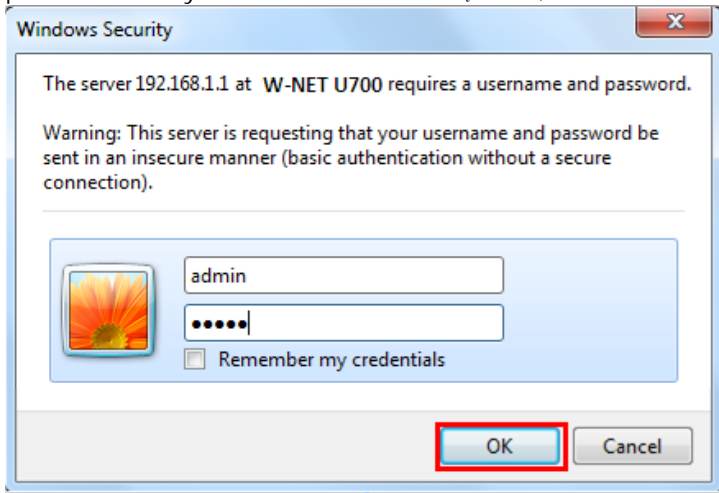 Windows Security
The server 192.168.1.1 at W-NET U700 requires a username and password.
Warning: This server is requesting that your username and password be
sent in an insecure manner (basic authentication without a secure
connection).
admin
●●●●●
Remember my credentials
OK Cancel